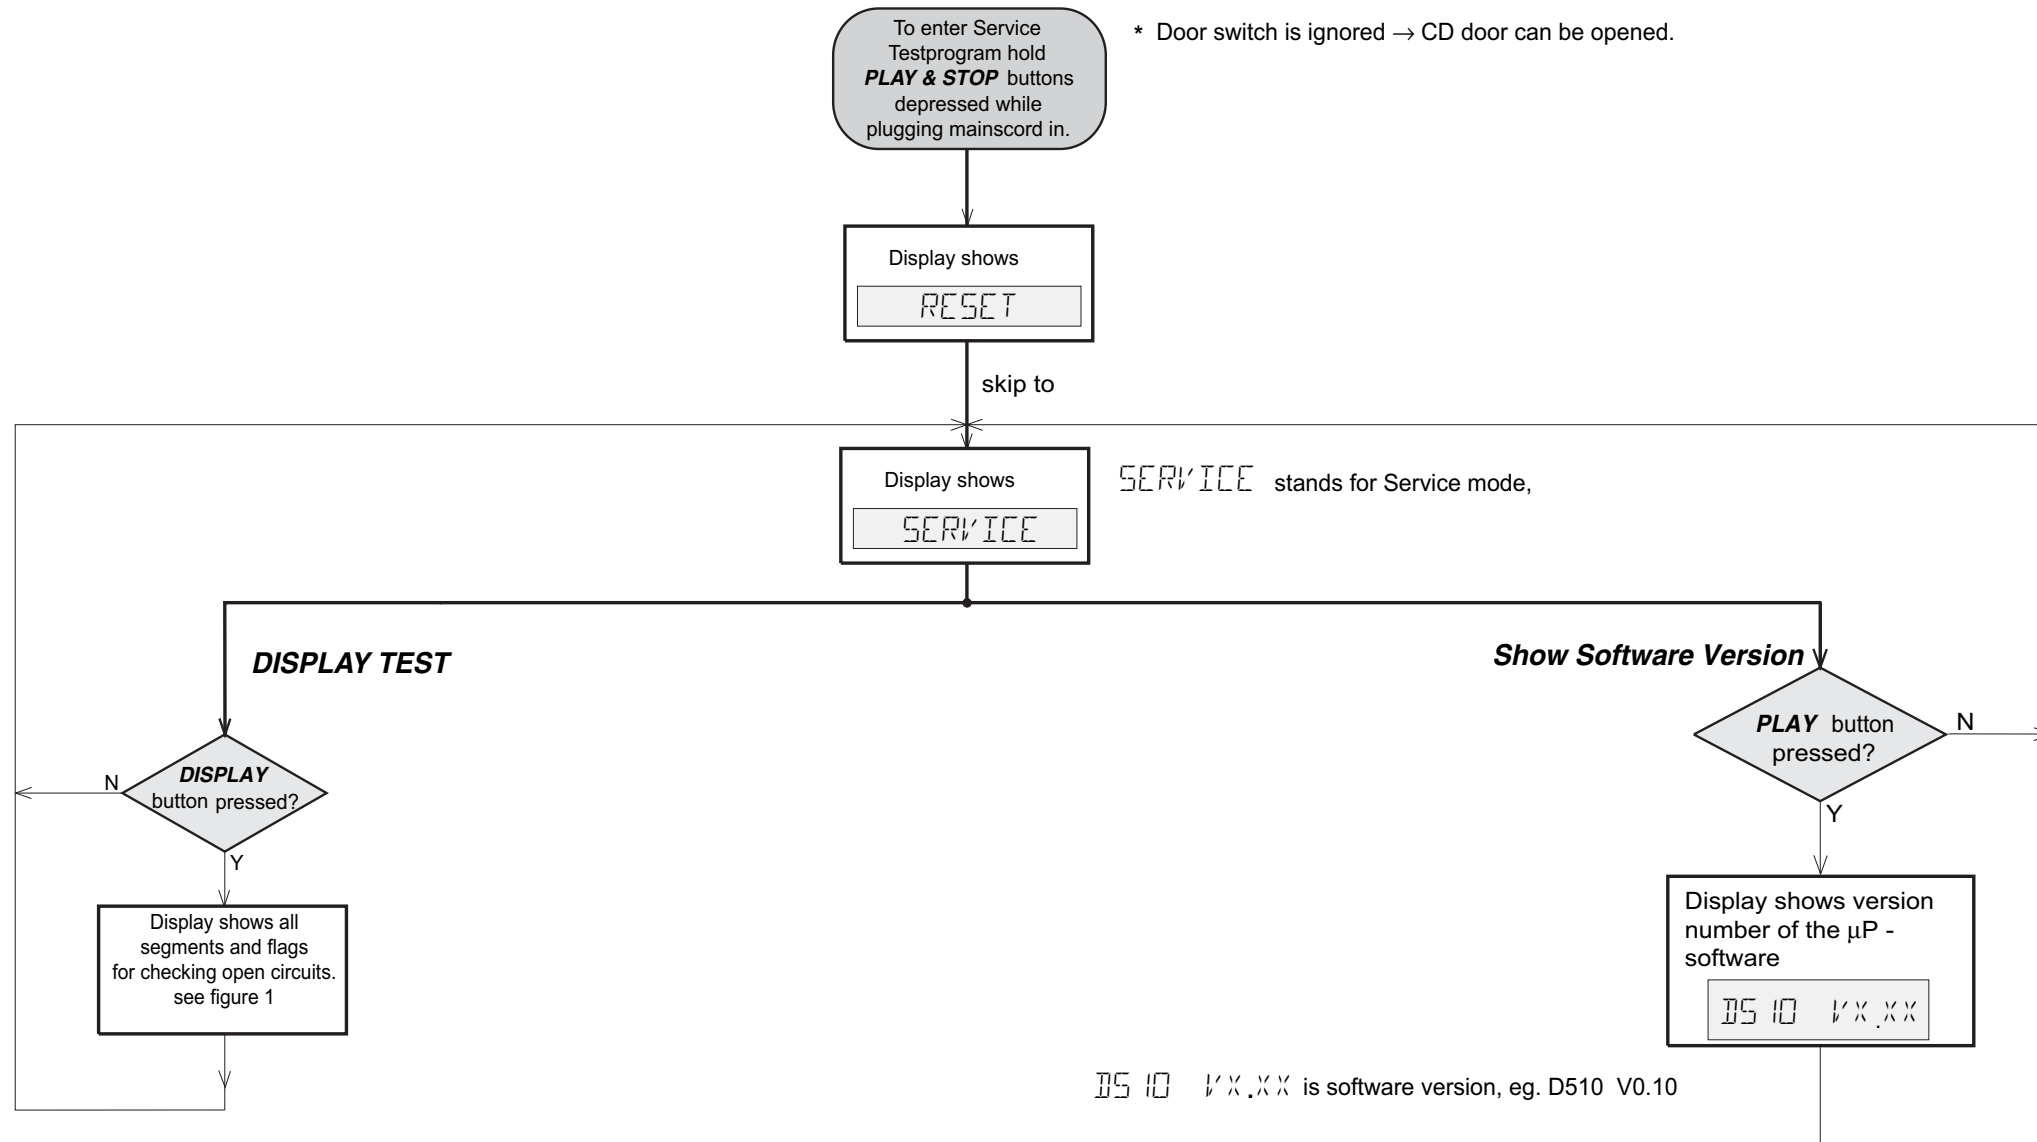 To enter Service
Testprogram hold
PLAY & STOP buttons
depressed while
plugging mainscord in.
* Door switch is ignored → CD door can be opened.
Display shows
RESET
skip to
Display shows
SERVICE
SERVICE stands for Service mode,
DISPLAY TEST
Show Software Version
DISPLAY
button pressed?
N
Y
Display shows all
segments and flags
for checking open circuits.
see figure 1
PLAY button
pressed?
N
Y
Display shows version
number of the µP -
software
D510 VX.XX
D510 VX.XX is software version, eg. D510 V0.10